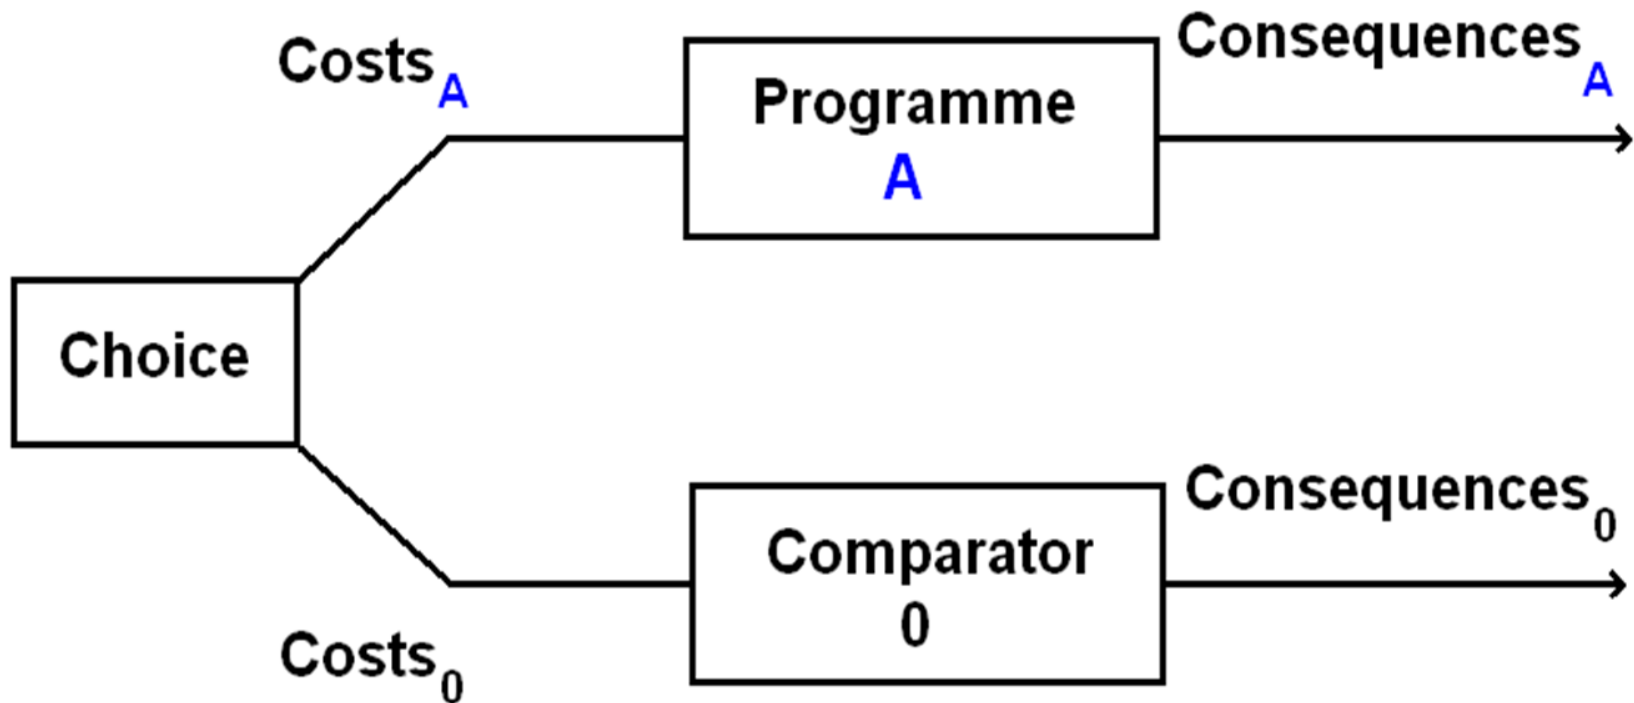 Costs A
Programme
A
Consequences A
Choice
Costs 0
Comparator
0
Consequences 0